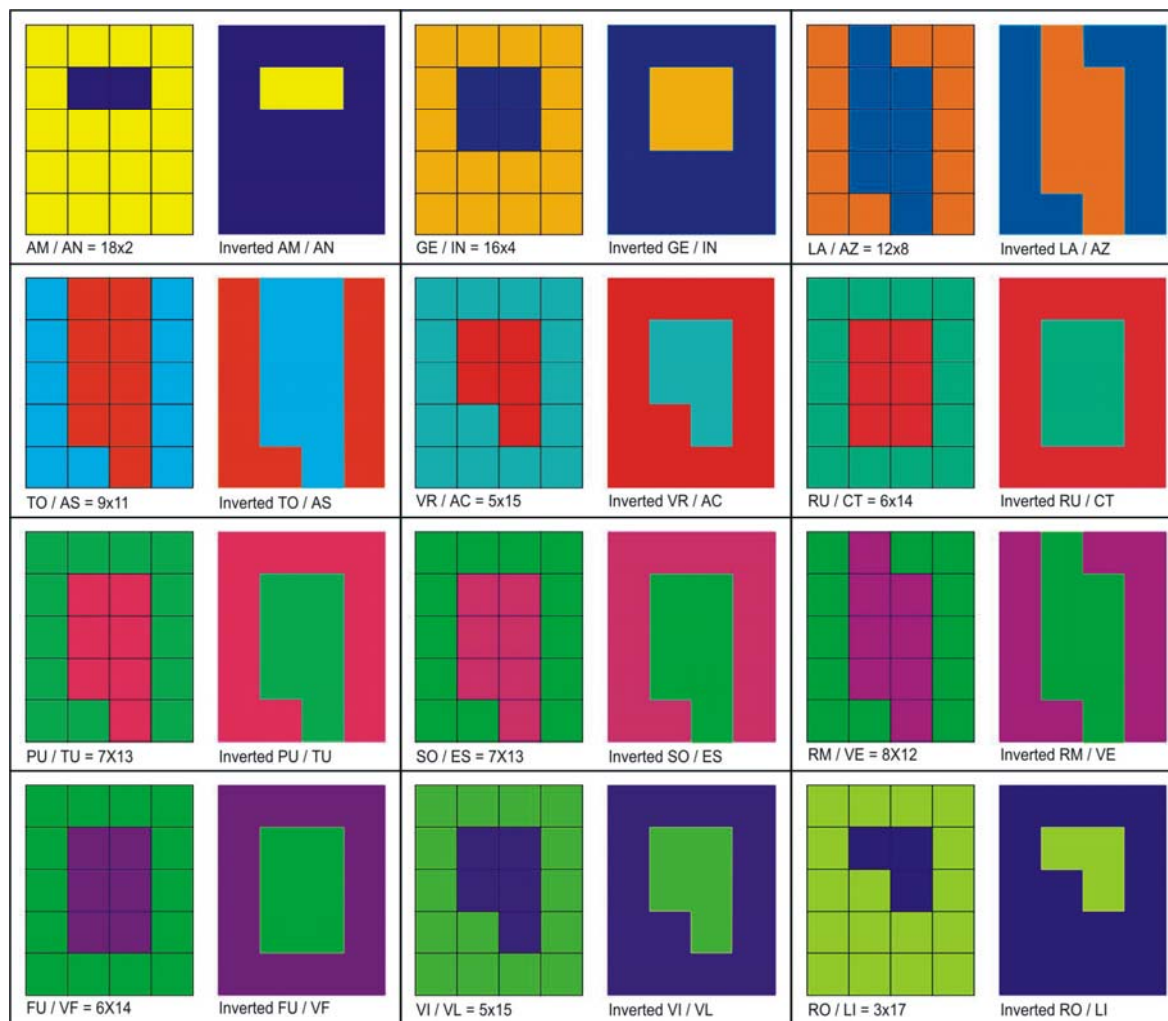 AM / AN = 18x2
Inverted AM / AN
GE / IN = 16x4
Inverted GE / IN
LA / AZ = 12x8
Inverted LA / AZ
TO / AS = 9x11
Inverted TO / AS
VR / AC = 5x15
Inverted VR / AC
RU / CT = 6x14
Inverted RU / CT
PU / TU = 7X13
Inverted PU / TU
SO / ES = 7X13
Inverted SO / ES
RM / VE = 8X12
Inverted RM / VE
FU / VF = 6X14
Inverted FU / VF
VI / VL = 5x15
Inverted VI / VL
RO / LI = 3x17
Inverted RO / LI